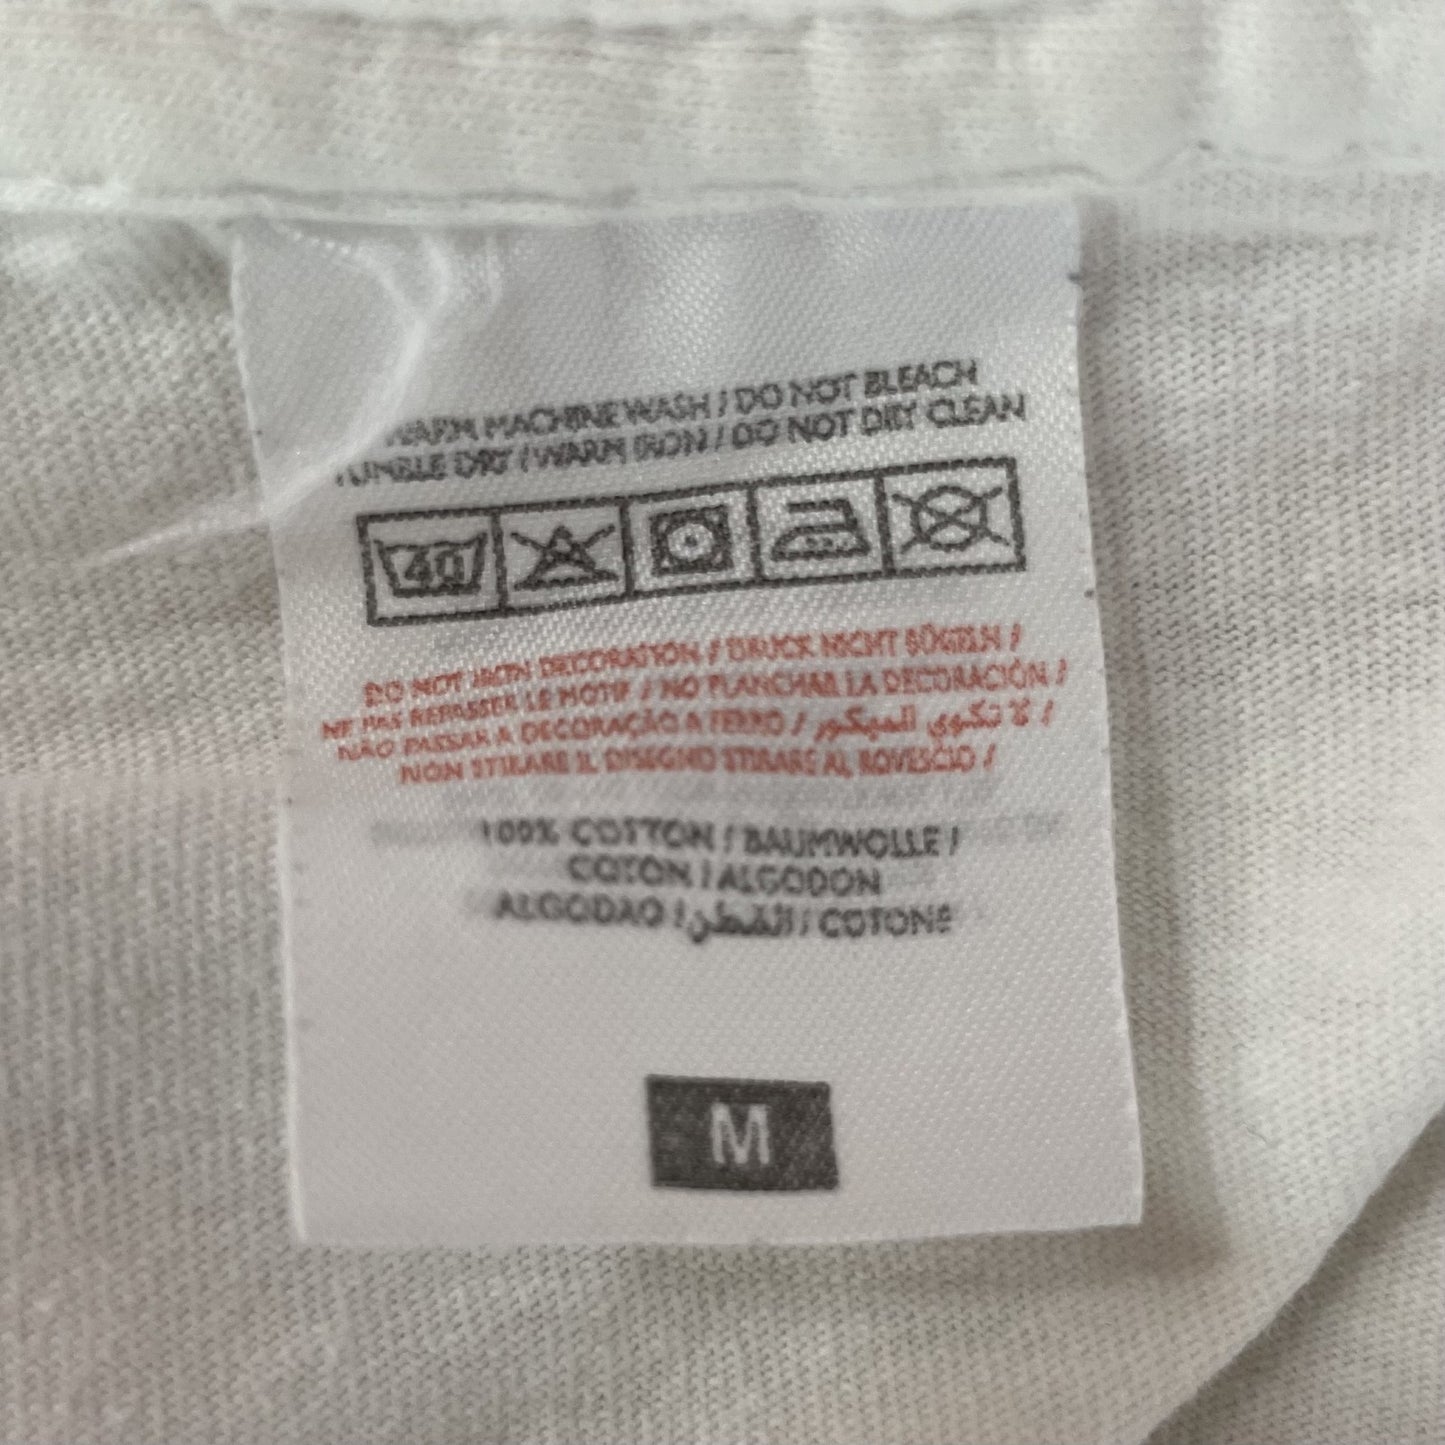 WARM MACHINE WASH / DO NOT BLEACH
TUMBLE DRY / WARM IRON / DO NOT DRY CLEAN
40
DO NOT IRON DECORATION / DRUCK NICHT BÜGELN /
NE PAS REPASSER LE MOTIF / NO PLANCHAR LA DECORACIÓN /
NÃO PASSAR A DECORAÇÃO A FERRO / لا تكوي الديكور /
NON STIRARE IL DISEGNO STIRARE AL ROVESCIO /
100% COTTON / BAUMWOLLE /
COTON / ALGODON
ALGODAO / القطن / COTONE
M